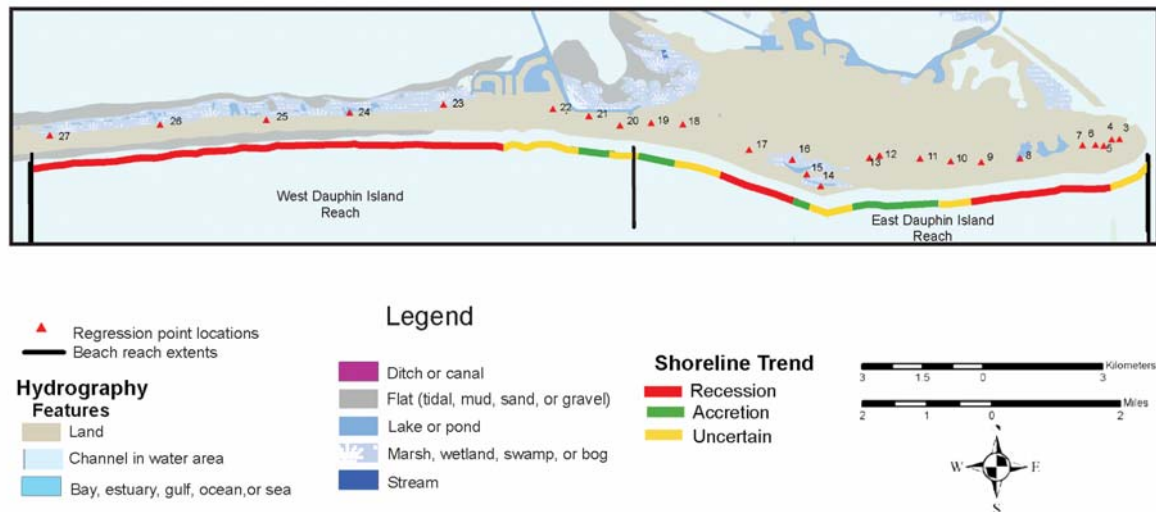 27
26
25
24
23
22
21
20
19
18
17
16
15
14
13
12
11
10
9
8
7
6
5
4
3
West Dauphin Island
Reach
East Dauphin Island
Reach
Legend
Regression point locations
Beach reach extents
Hydrography
Features
Land
Channel in water area
Bay, estuary, gulf, ocean,or sea
Ditch or canal
Flat (tidal, mud, sand, or gravel)
Lake or pond
Marsh, wetland, swamp, or bog
Stream
Shoreline Trend
Recession
Accretion
Uncertain
Kilometers
3 1.5 0 3
Miles
2 1 0 2
W E
S